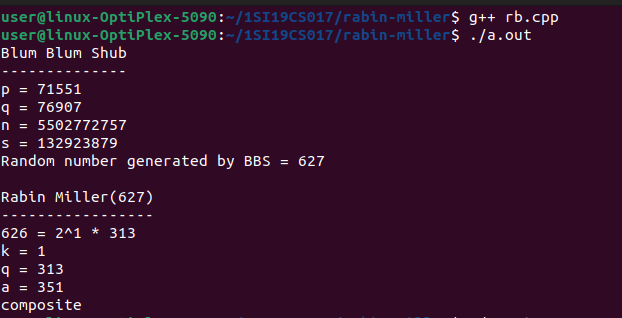 user@linux-OptiPlex-5090:~/1SI19CS017/rabin-miller$ g++ rb.cpp
user@linux-OptiPlex-5090:~/1SI19CS017/rabin-miller$ ./a.out
Blum Blum Shub
--------------
p = 71551
q = 76907
n = 5502772757
s = 132923879
Random number generated by BBS = 627

Rabin Miller(627)
-----------------
626 = 2^1 * 313
k = 1
q = 313
a = 351
composite